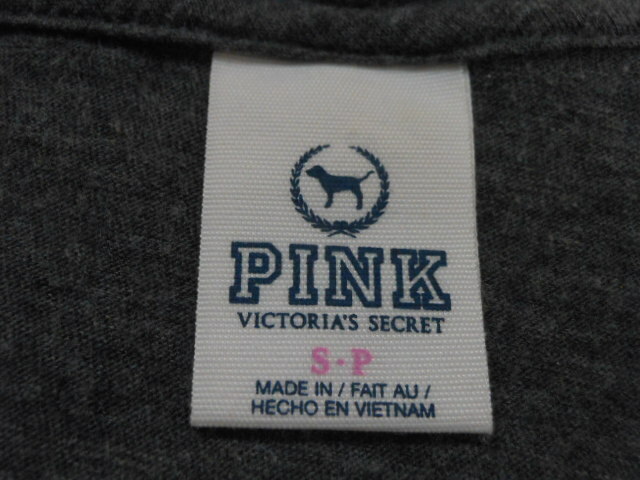 PINK
VICTORIA'S SECRET
S·P
MADE IN / FAIT AU /
HECHO EN VIETNAM